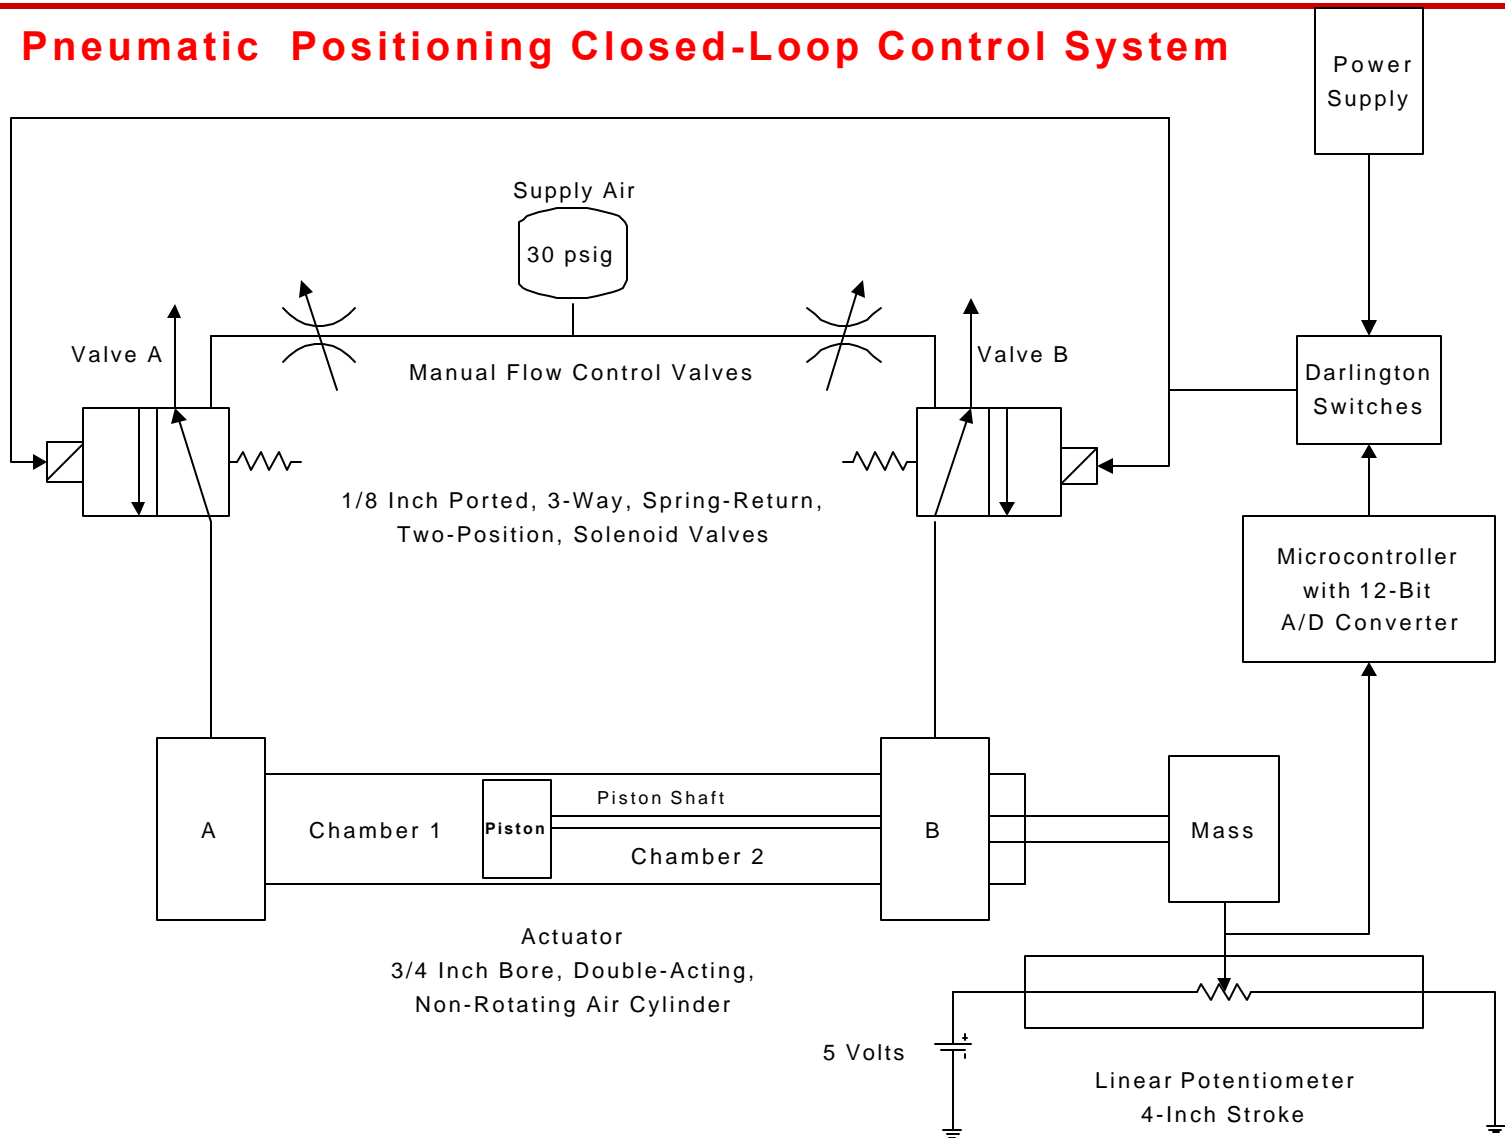 Pneumatic Positioning Closed-Loop Control System
Power
Supply
Supply Air
30 psig
Valve A
Manual Flow Control Valves
Valve B
Darlington
Switches
1/8 Inch Ported, 3-Way, Spring-Return,
Two-Position, Solenoid Valves
Microcontroller
with 12-Bit
A/D Converter
A
Chamber 1
Piston
Piston Shaft
Chamber 2
B
Mass
Actuator
3/4 Inch Bore, Double-Acting,
Non-Rotating Air Cylinder
5 Volts
+
-
Linear Potentiometer
4-Inch Stroke